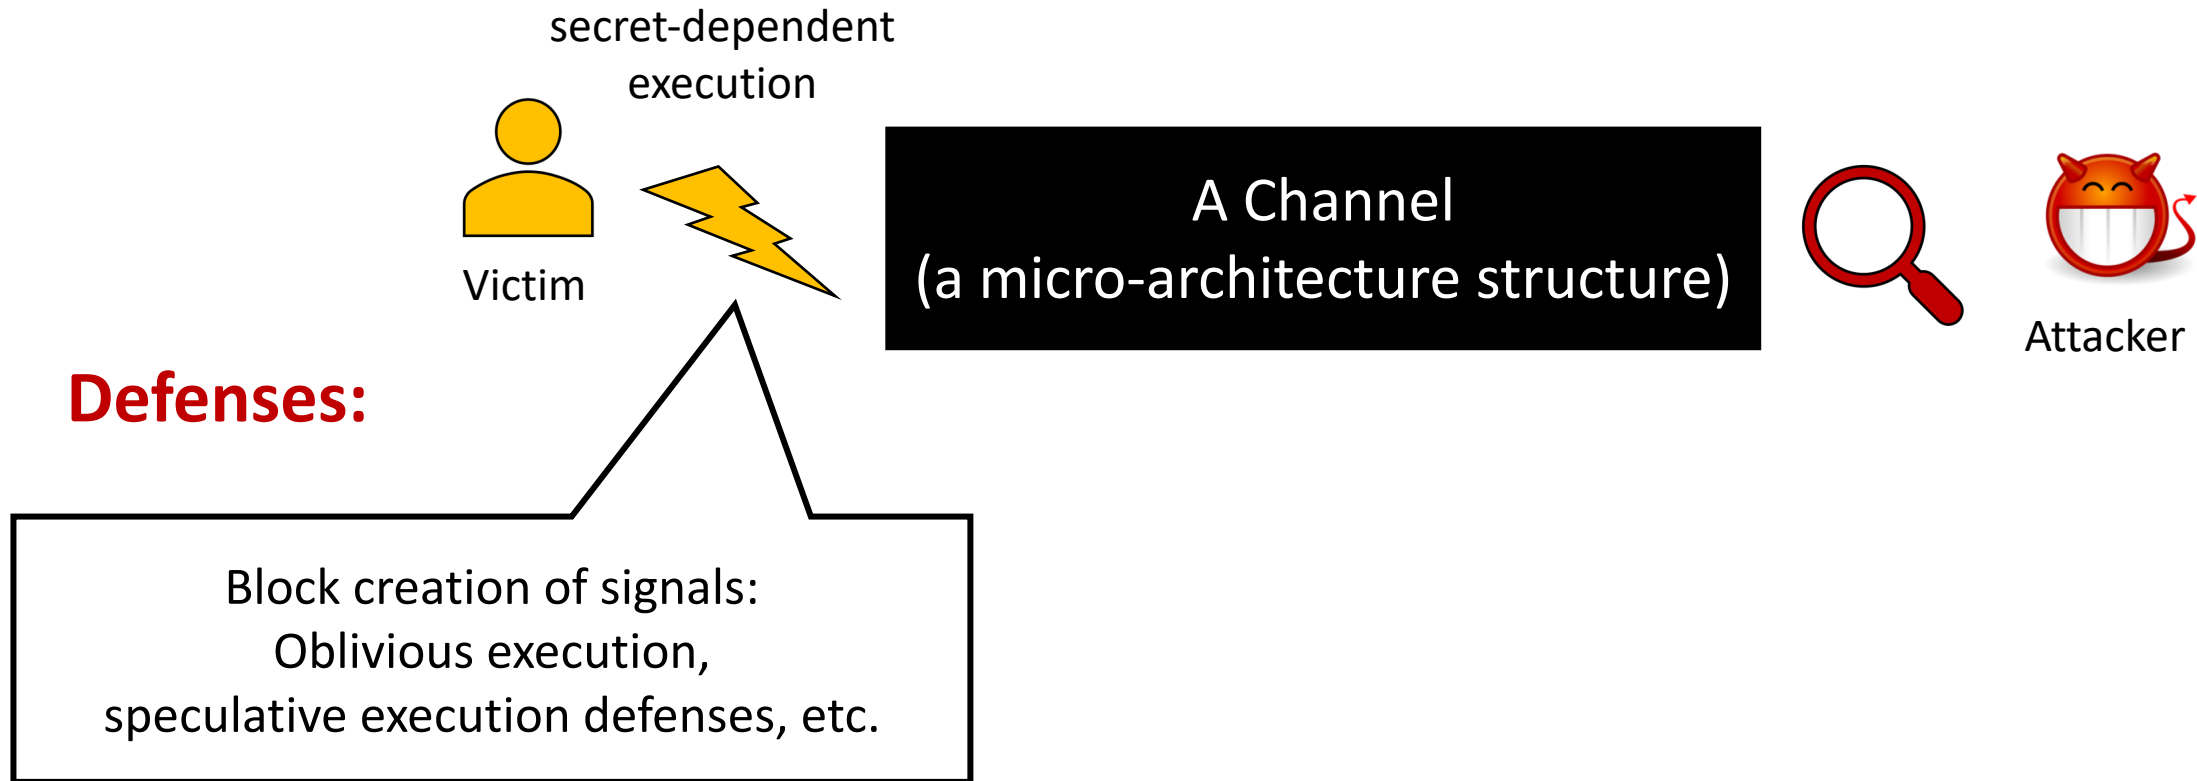 secret-dependent
execution
A Channel
(a micro-architecture structure)
Victim
Attacker
Defenses:
Block creation of signals:
Oblivious execution,
speculative execution defenses, etc.